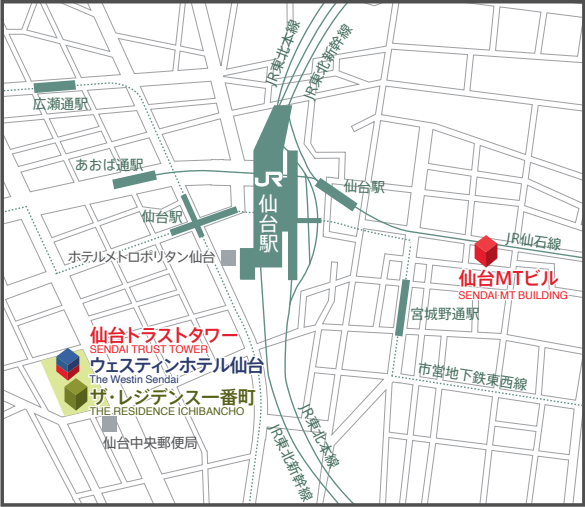 JR東北本線
JR東北新幹線
広瀬通駅
あおば通駅
JR
仙台駅
仙台駅
仙台駅
JR仙石線
ホテルメトロポリタン仙台
仙台MTビル
SENDAI MT BUILDING
宮城野通駅
仙台トラストタワー
SENDAI TRUST TOWER
ウェスティンホテル仙台
The Westin Sendai
市営地下鉄東西線
ザ・レジデンス一番町
THE RESIDENCE ICHIBANCHO
仙台中央郵便局
JR東北本線
JR東北新幹線